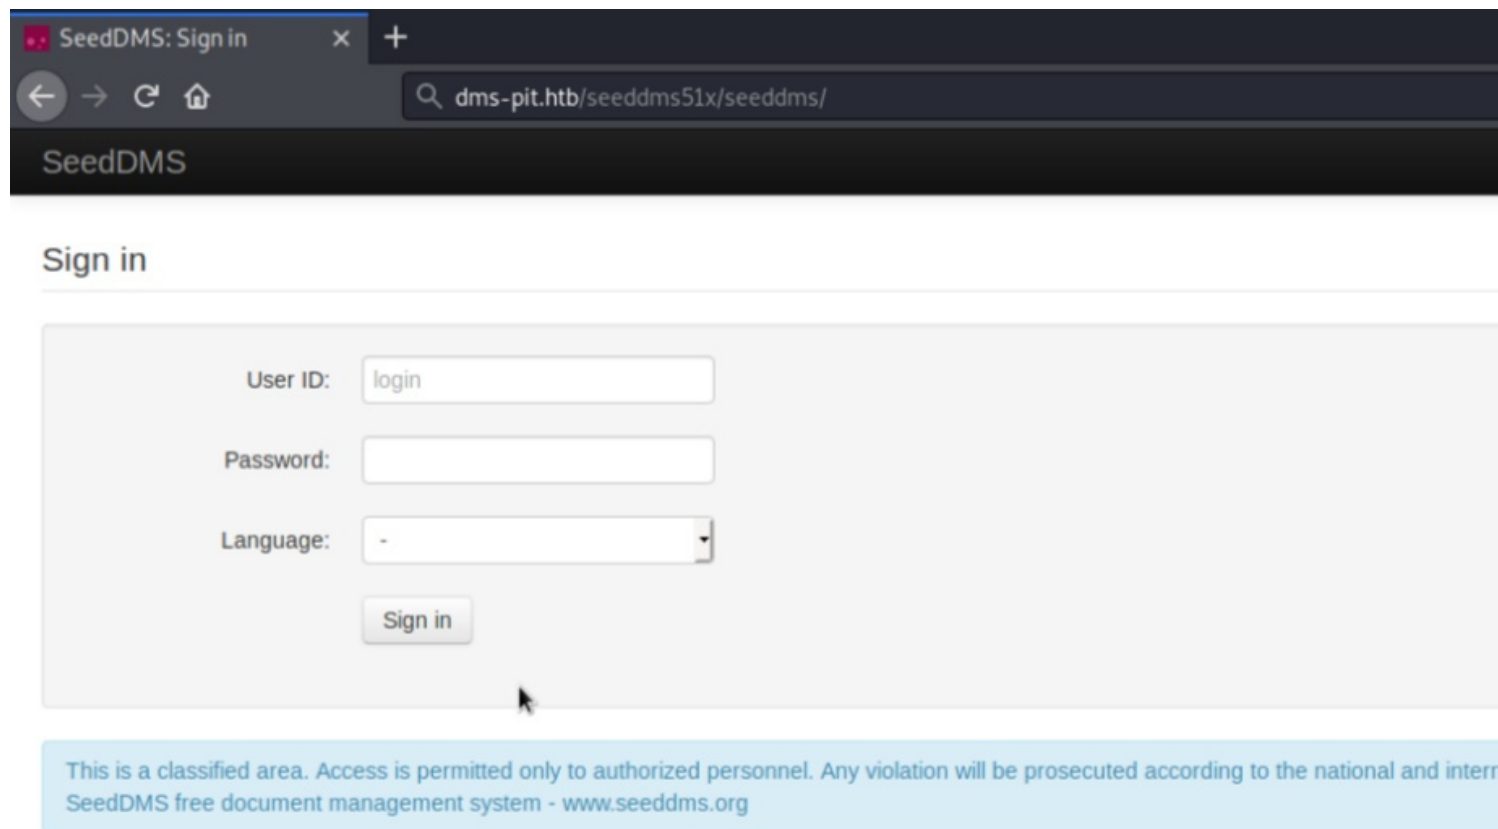 SeedDMS: Sign in
dms-pit.htb/seeddms51x/seeddms/
SeedDMS
Sign in
User ID: login
Password:
Language: -
Sign in
This is a classified area. Access is permitted only to authorized personnel. Any violation will be prosecuted according to the national and intern
SeedDMS free document management system - www.seeddms.org